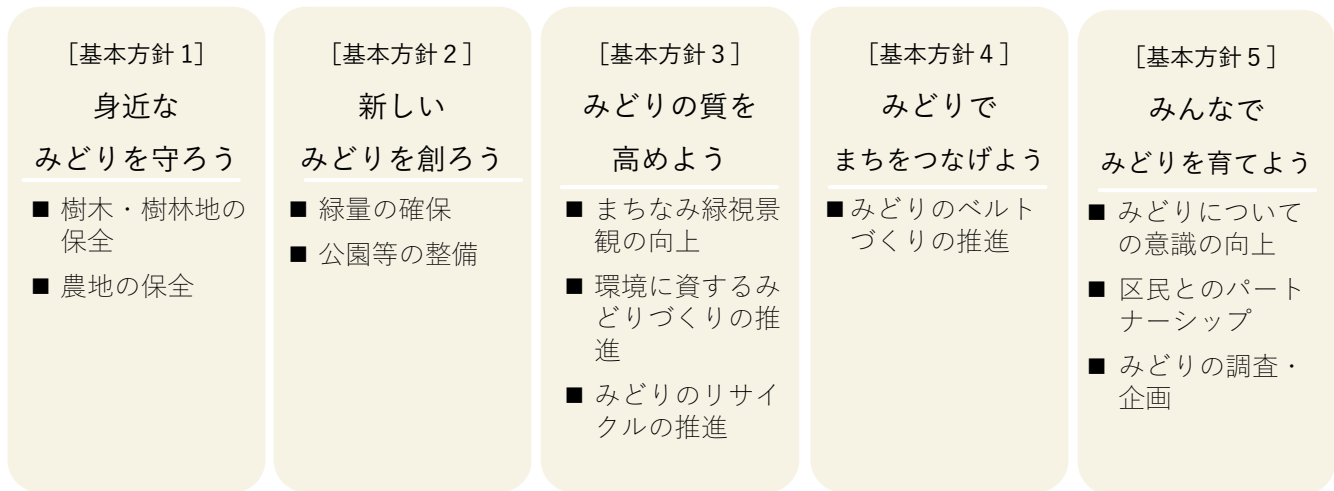 [基本方針1]
身近な
みどりを守ろう
■ 樹木・樹林地の
保全
■ 農地の保全
[基本方針2]
新しい
みどりを創ろう
■ 緑量の確保
■ 公園等の整備
[基本方針3]
みどりの質を
高めよう
■ まちなみ緑視景
観の向上
■ 環境に資するみ
どりづくりの推
進
■ みどりのリサイ
クルの推進
[基本方針4]
みどりで
まちをつなげよう
■ みどりのベルト
づくりの推進
[基本方針5]
みんなで
みどりを育てよう
■ みどりについて
の意識の向上
■ 区民とのパート
ナーシップ
■ みどりの調査・
企画